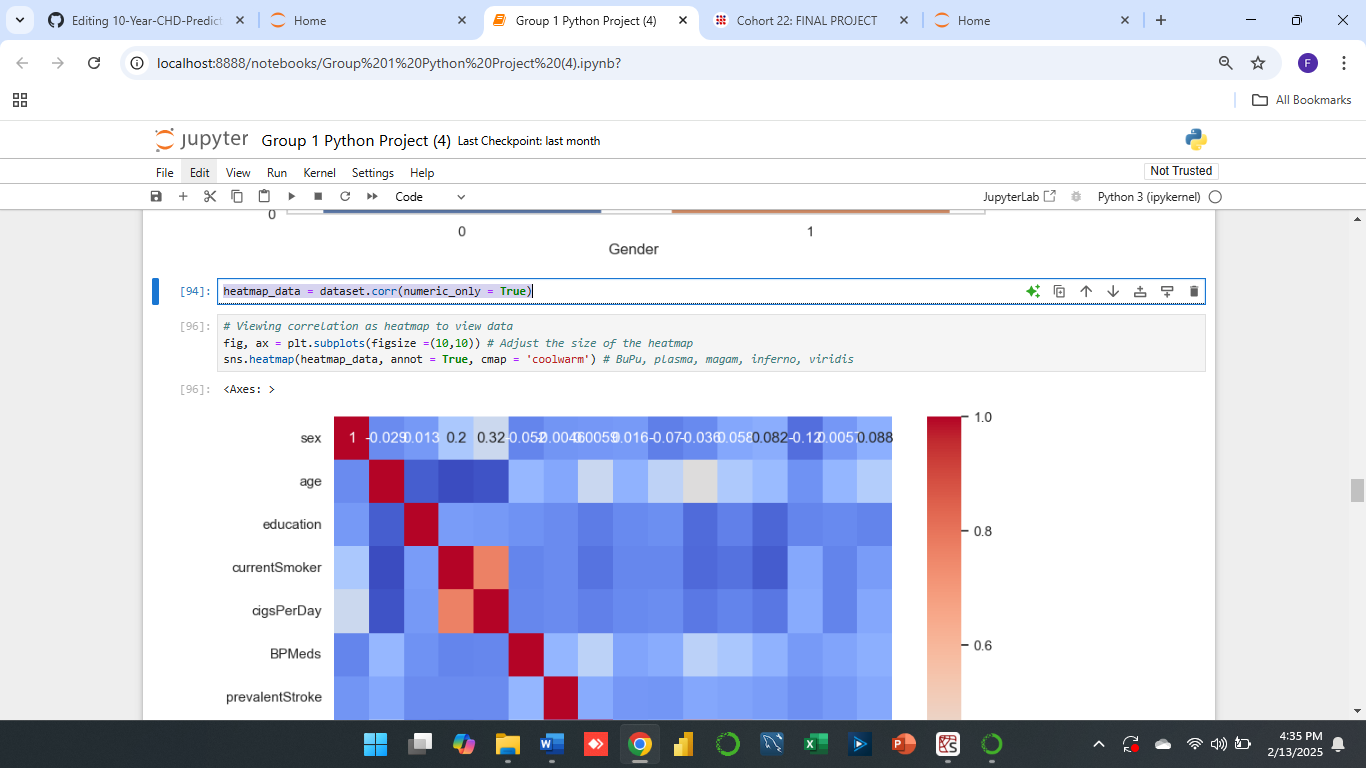 Editing 10-Year-CHD-Predict
Home
Group 1 Python Project (4)
Cohort 22: FINAL PROJECT
Home
localhost:8888/notebooks/Group%201%20Python%20Project%20(4).ipynb?
F
All Bookmarks
jupyter
Group 1 Python Project (4) Last Checkpoint: last month
File Edit View Run Kernel Settings Help
Not Trusted
Code
JupyterLab
Python 3 (ipykernel)
0
0 1
Gender
[94]: heatmap_data = dataset.corr(numeric_only = True)
[96]: # Viewing correlation as heatmap to view data
fig, ax = plt.subplots(figsize =(10,10)) # Adjust the size of the heatmap
sns.heatmap(heatmap_data, annot = True, cmap = 'coolwarm') # BuPu, plasma, magam, inferno, viridis
[96]: <Axes: >
sex 1 -0.029 0.013 0.2 0.32 -0.052 -0.0046 0.0059 0.016 -0.07 -0.036 0.058 0.082 -0.12 0.0057 0.088
age
education
currentSmoker
cigsPerDay
BPMeds
prevalentStroke
1.0
0.8
0.6
4:35 PM
2/13/2025